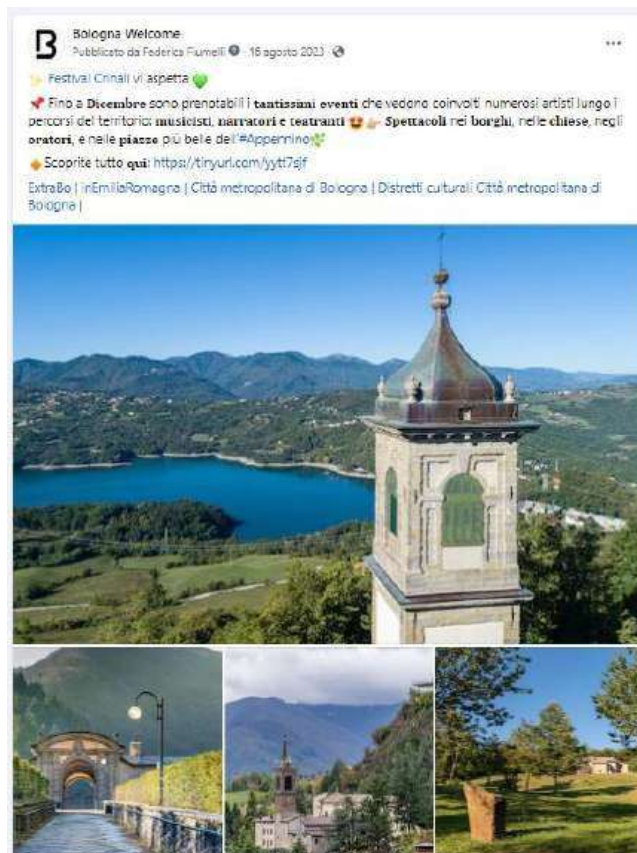 Bologna Welcome
Pubblicato da Federica Fiumelli · 16 agosto 2023 ·
Festival Crinali vi aspetta
Fino a Dicembre sono prenotabili i tantissimi eventi che vedono coinvolti numerosi artisti lungo i
percorsi del territorio: musicisti, narratori e teatranti Spettacoli nei borghi, nelle chiese, negli
oratori, e nelle piazze più belle dell'#Appennino
Scoprite tutto qui: https://tinyurl.com/
ExtraBo | inEmiliaRomagna | Città metropolitana di Bologna | Distretti culturali Città metropolitana di
Bologna |